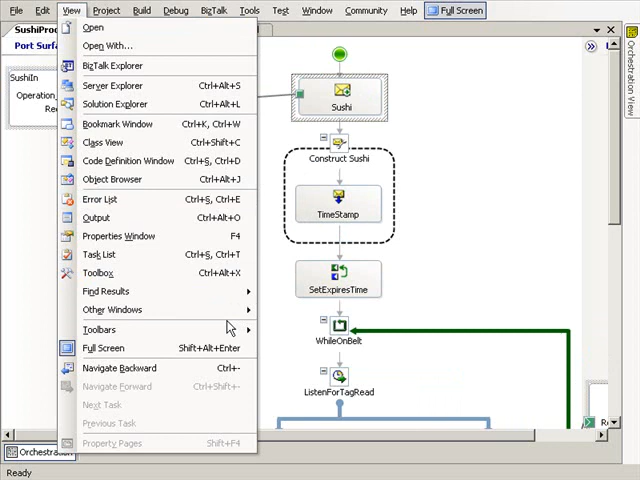 File Edit View Project Build Debug BizTalk Tools Test Window Community Help Full Screen
SushiPro
Port Surf
SushiIn
Operation_
Re
Open
Open With...
BizTalk Explorer
Server Explorer Ctrl+Alt+S
Solution Explorer Ctrl+Alt+L
Bookmark Window Ctrl+K, Ctrl+W
Class View Ctrl+Shift+C
Code Definition Window Ctrl+§, Ctrl+D
Object Browser Ctrl+Alt+J
Error List Ctrl+§, Ctrl+E
Output Ctrl+Alt+O
Properties Window F4
Task List Ctrl+§, Ctrl+T
Toolbox Ctrl+Alt+X
Find Results
Other Windows
Toolbars
Full Screen Shift+Alt+Enter
Navigate Backward Ctrl+-
Navigate Forward Ctrl+Shift+-
Next Task
Previous Task
Property Pages Shift+F4
Sushi
Construct Sushi
TimeStamp
SetExpiresTime
WhileOnBelt
ListenForTagRead
Orchestration View
Orchestration
Ready